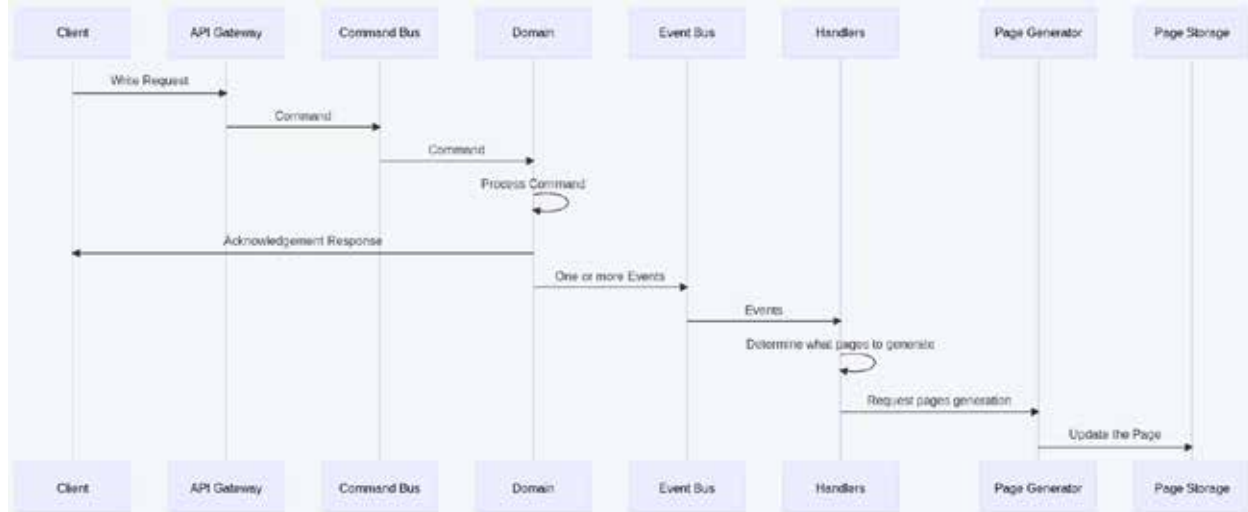 Client API Gateway Command Bus Domain Event Bus Handlers Page Generator Page Storage
Write Request
Command
Command
Process Command
Acknowledgement Response
One or more Events
Events
Determine what pages to generate
Request pages generation
Update the Page
Client API Gateway Command Bus Domain Event Bus Handlers Page Generator Page Storage